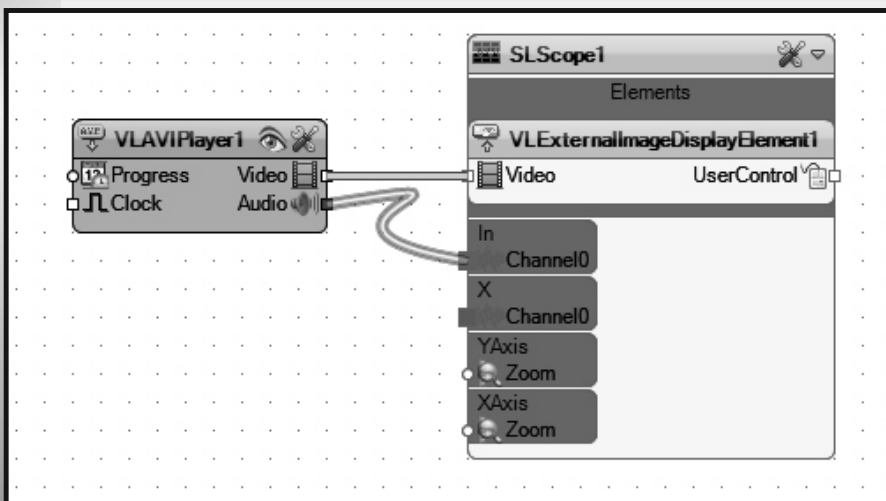 SLScope1
Elements
VLAVIPlayer1
VLExternalImageDisplayElement1
Progress Video
Video UserControl
Clock Audio
In
Channel0
X
Channel0
YAxis
Zoom
XAxis
Zoom